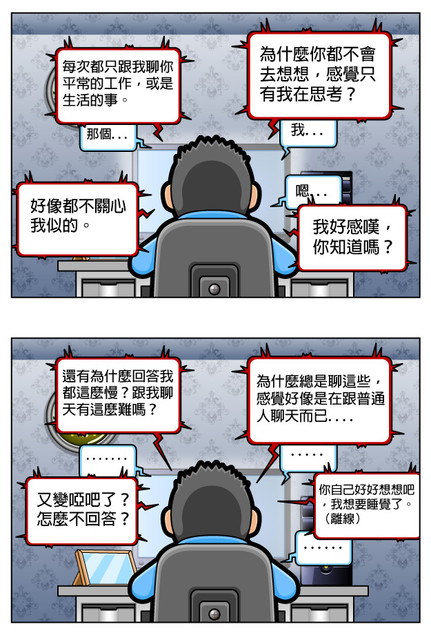 每次都只跟我聊你
平常的工作，或是
生活的事。
為什麼你都不會
去想想，感覺只
有我在思考？
那個...
我...
嗯...
好像都不關心
我似的。
我好感嘆，
你知道嗎？
還有為什麼回答我
都這麼慢？跟我聊
天有這麼難嗎？
為什麼總是聊這些，
感覺好像是在跟普通
人聊天而已....
.......
......
又變啞吧了？
怎麼不回答？
你自己好好想想吧
，我想要睡覺了。
（離線）
......